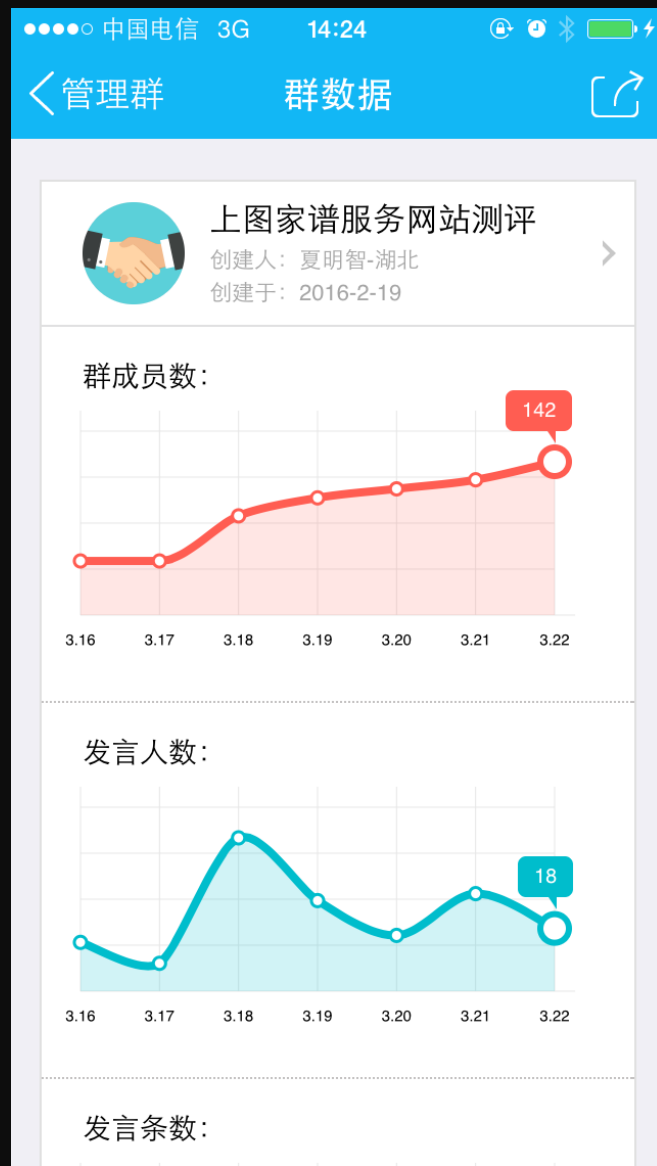 中国电信 3G 14:24
管理群 群数据
上图家谱服务网站测评
创建人：夏明智-湖北
创建于：2016-2-19
群成员数：
142
3.16 3.17 3.18 3.19 3.20 3.21 3.22
发言人数：
18
3.16 3.17 3.18 3.19 3.20 3.21 3.22
发言条数：